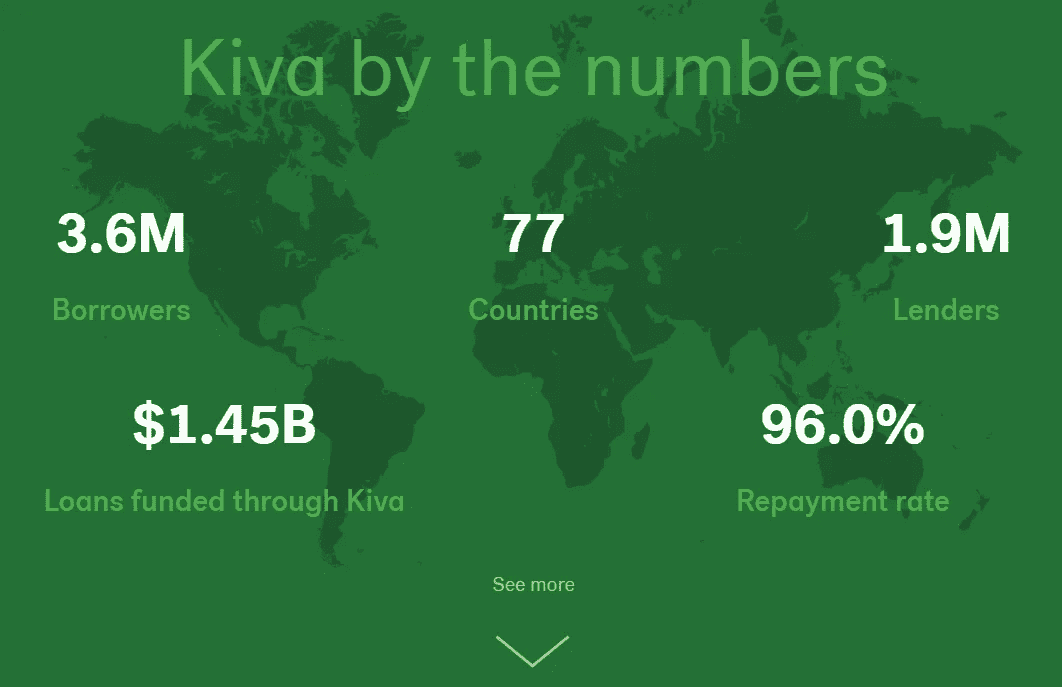 Kiva by the numbers
3.6M
Borrowers
77
Countries
1.9M
Lenders
$1.45B
Loans funded through Kiva
96.0%
Repayment rate
See more